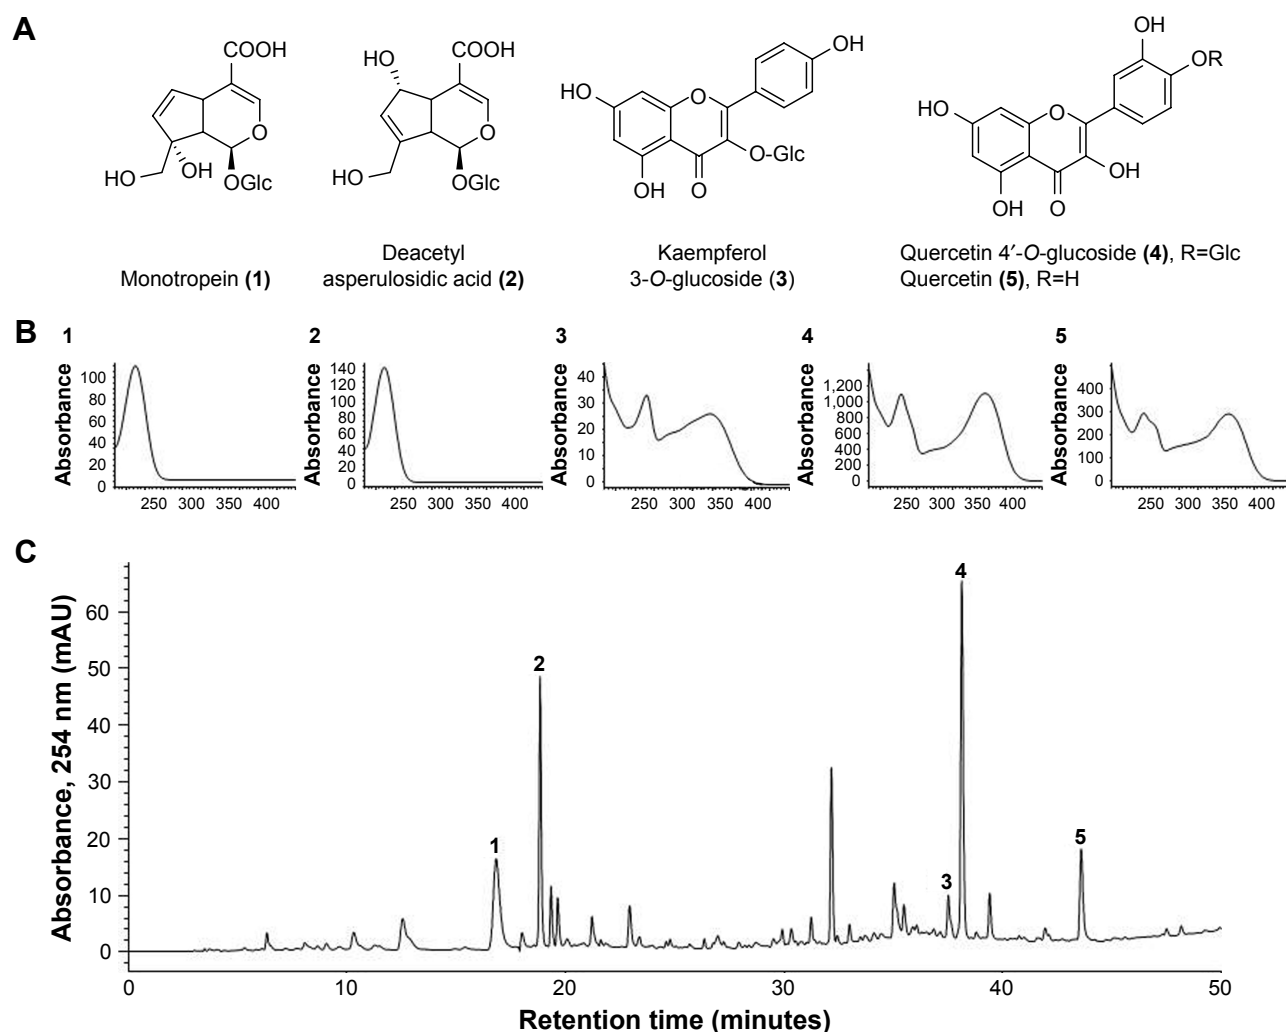 A
COOH
O
HO
OH
OGlc
HO
COOH
O
HO
OGlc
HO
O
OH
O-Glc
OH
O
OH
OR
HO
O
OH
OH
O
Monotropein (1)
Deacetyl
asperulosidic acid (2)
Kaempferol
3-O-glucoside (3)
Quercetin 4′-O-glucoside (4), R=Glc
Quercetin (5), R=H
B
1
2
3
4
5
Absorbance
100
80
60
40
20
0
250 300 350 400
Absorbance
140
120
100
80
60
40
20
0
250 300 350 400
Absorbance
40
30
20
10
0
250 300 350 400
Absorbance
1,200
1,000
800
600
400
200
0
250 300 350 400
Absorbance
400
300
200
100
0
250 300 350 400
C
Absorbance, 254 nm (mAU)
60
50
40
30
20
10
0
1
2
3
4
5
0 10 20 30 40 50
Retention time (minutes)